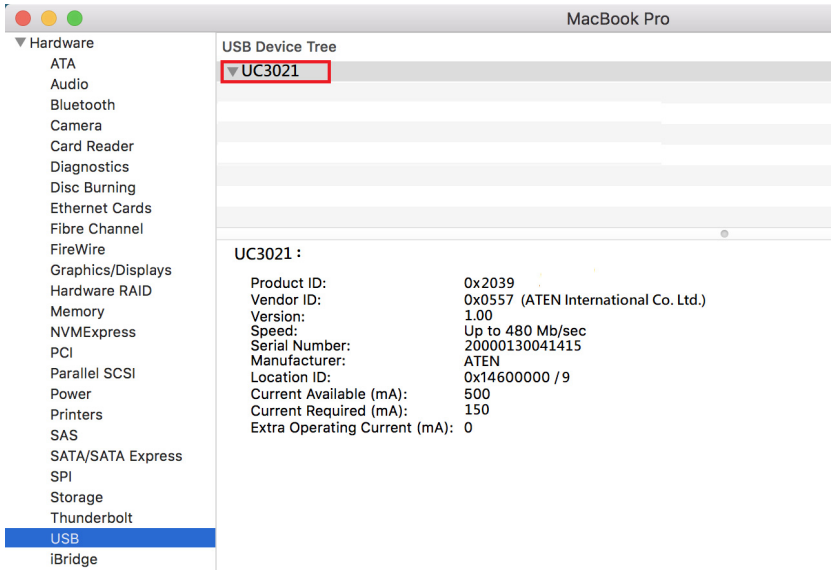 MacBook Pro
Hardware
ATA
Audio
Bluetooth
Camera
Card Reader
Diagnostics
Disc Burning
Ethernet Cards
Fibre Channel
FireWire
Graphics/Displays
Hardware RAID
Memory
NVMExpress
PCI
Parallel SCSI
Power
Printers
SAS
SATA/SATA Express
SPI
Storage
Thunderbolt
USB
iBridge
USB Device Tree
UC3021
UC3021 :
Product ID: 0x2039
Vendor ID: 0x0557 (ATEN International Co. Ltd.)
Version: 1.00
Speed: Up to 480 Mb/sec
Serial Number: 20000130041415
Manufacturer: ATEN
Location ID: 0x14600000 / 9
Current Available (mA): 500
Current Required (mA): 150
Extra Operating Current (mA): 0